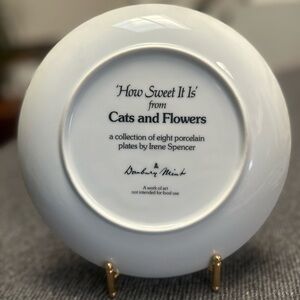 'How Sweet It Is'
from
Cats and Flowers
a collection of eight porcelain
plates by Irene Spencer
&
Danbury Mint
A work of art
not intended for food use